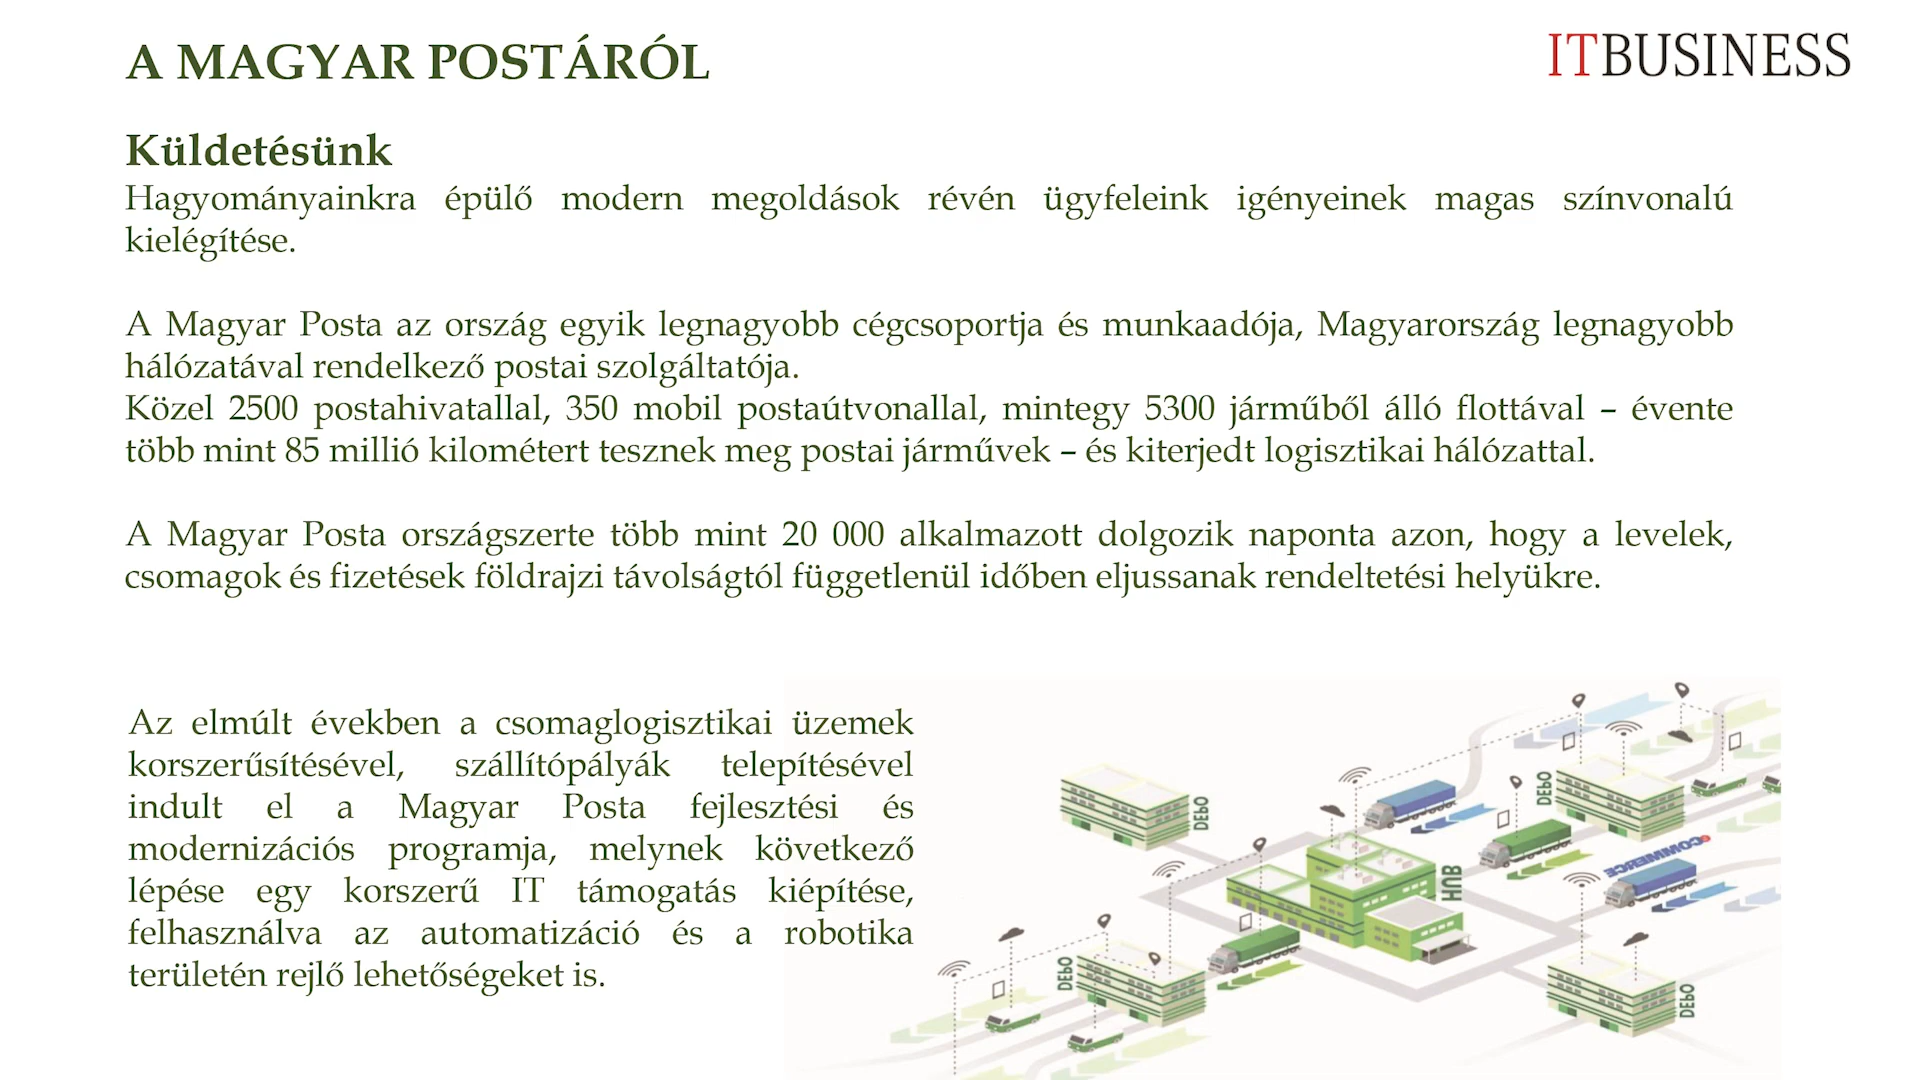 A MAGYAR POSTÁRÓL
ITBUSINESS
Küldetésünk
Hagyományainkra épülő modern megoldások révén ügyfeleink igényeinek magas színvonalú
kielégítése.
A Magyar Posta az ország egyik legnagyobb cégcsoportja és munkaadója, Magyarország legnagyobb
hálózatával rendelkező postai szolgáltatója.
Közel 2500 postahivatallal, 350 mobil postaútvonallal, mintegy 5300 járműből álló flottával – évente
több mint 85 millió kilométert tesznek meg postai járművek – és kiterjedt logisztikai hálózattal.
A Magyar Posta országszerte több mint 20 000 alkalmazott dolgozik naponta azon, hogy a levelek,
csomagok és fizetések földrajzi távolságtól függetlenül időben eljussanak rendeltetési helyükre.
Az elmúlt években a csomaglogisztikai üzemek
korszerűsítésével, szállítópályák telepítésével
indult el a Magyar Posta fejlesztési és
modernizációs programja, melynek következő
lépése egy korszerű IT támogatás kiépítése,
felhasználva az automatizáció és a robotika
területén rejlő lehetőségeket is.
DEPO
DEPO
eCOMMERCE
HUB
DEPO
DEPO